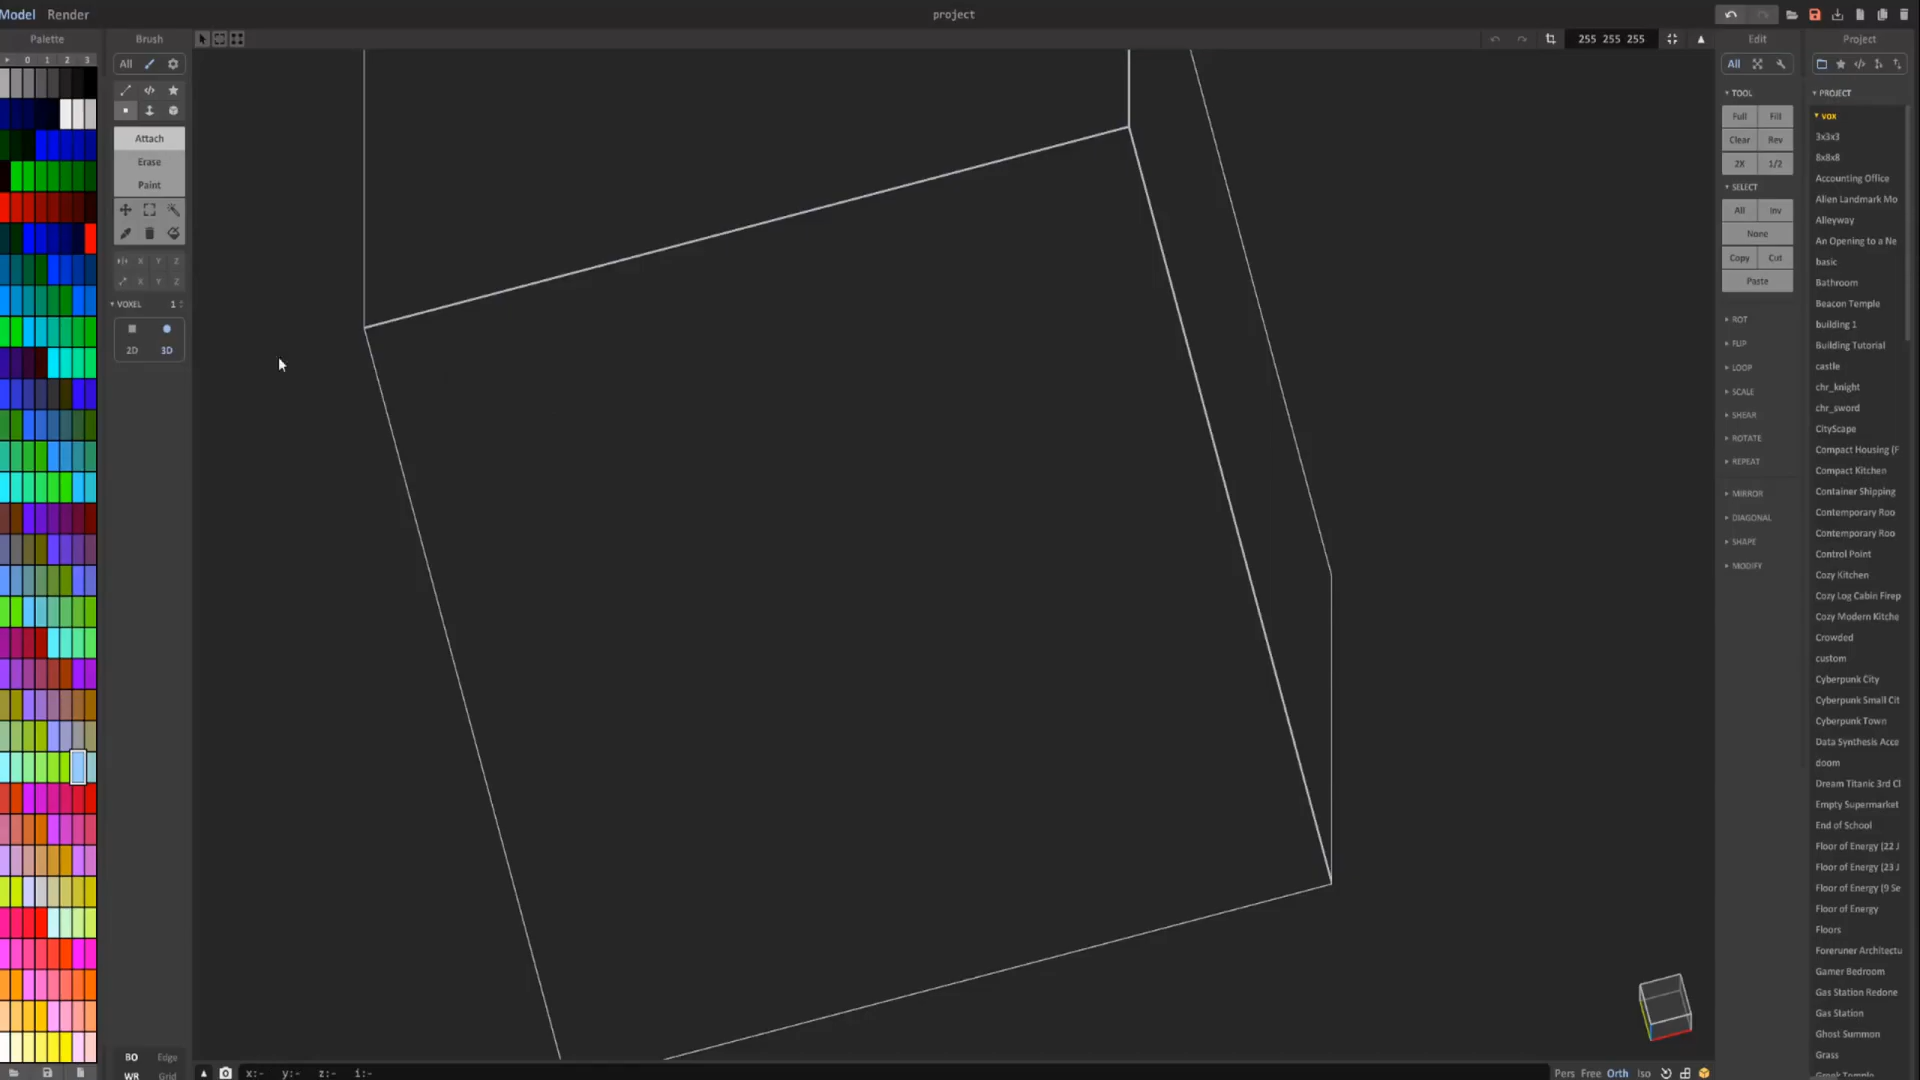 Model Render
project
255 255 255
Palette
Brush
Edit
Project
0 1 2 3
All
All
TOOL
Full Fill
Clear Rev
2X 1/2
SELECT
All Inv
None
Copy Cut
Paste
ROT
FLIP
LOOP
SCALE
SHEAR
ROTATE
REPEAT
MIRROR
DIAGONAL
SHAPE
MODIFY
Attach
Erase
Paint
X Y Z
X Y Z
VOXEL 1
2D 3D
PROJECT
vox
3x3x3
8x8x8
Accounting Office
Alien Landmark Mo
Alleyway
An Opening to a Ne
basic
Bathroom
Beacon Temple
building 1
Building Tutorial
castle
chr_knight
chr_sword
CityScape
Compact Housing (F
Compact Kitchen
Container Shipping
Contemporary Roo
Contemporary Roo
Control Point
Cozy Kitchen
Cozy Log Cabin Firep
Cozy Modern Kitche
Crowded
custom
Cyberpunk City
Cyberpunk Small Cit
Cyberpunk Town
Data Synthesis Acce
doom
Dream Titanic 3rd Cl
Empty Supermarket
End of School
Floor of Energy (22 J
Floor of Energy (23 J
Floor of Energy (9 Se
Floor of Energy
Floors
Foreruner Architectu
Gamer Bedroom
Gas Station Redone
Gas Station
Ghost Summon
Grass
BO Edge
WR Grid
x:- y:- z:- i:-
Pers Free Orth Iso